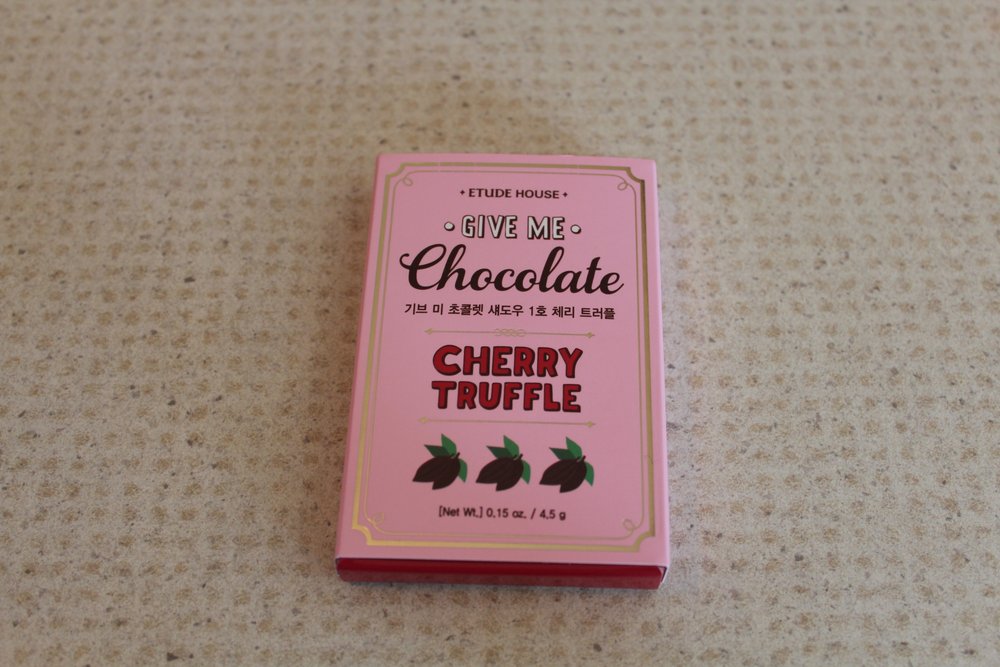 ETUDE HOUSE
GIVE ME
Chocolate
기브 미 초콜렛 섀도우 1호 체리 트러플
CHERRY
TRUFFLE
[Net Wt.] 0.15 oz. / 4.5 g